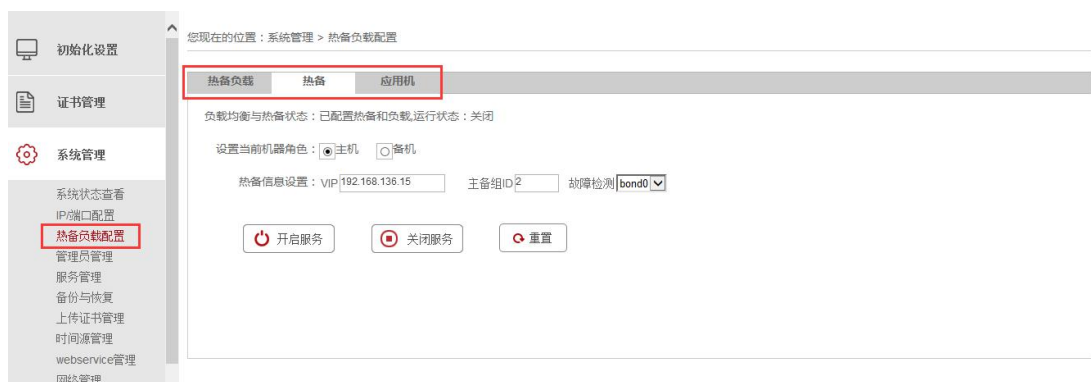 您现在的位置：系统管理 > 热备负载配置
初始化设置
证书管理
系统管理
系统状态查看
IP/端口配置
热备负载配置
管理员管理
服务管理
备份与恢复
上传证书管理
时间源管理
webservice管理
网络管理
热备负载 热备 应用机
负载均衡与热备状态：已配置热备和负载,运行状态：关闭
设置当前机器角色： 主机 备机
热备信息设置： VIP 192.168.136.15 主备组ID 2 故障检测 bond0
开启服务 关闭服务 重置